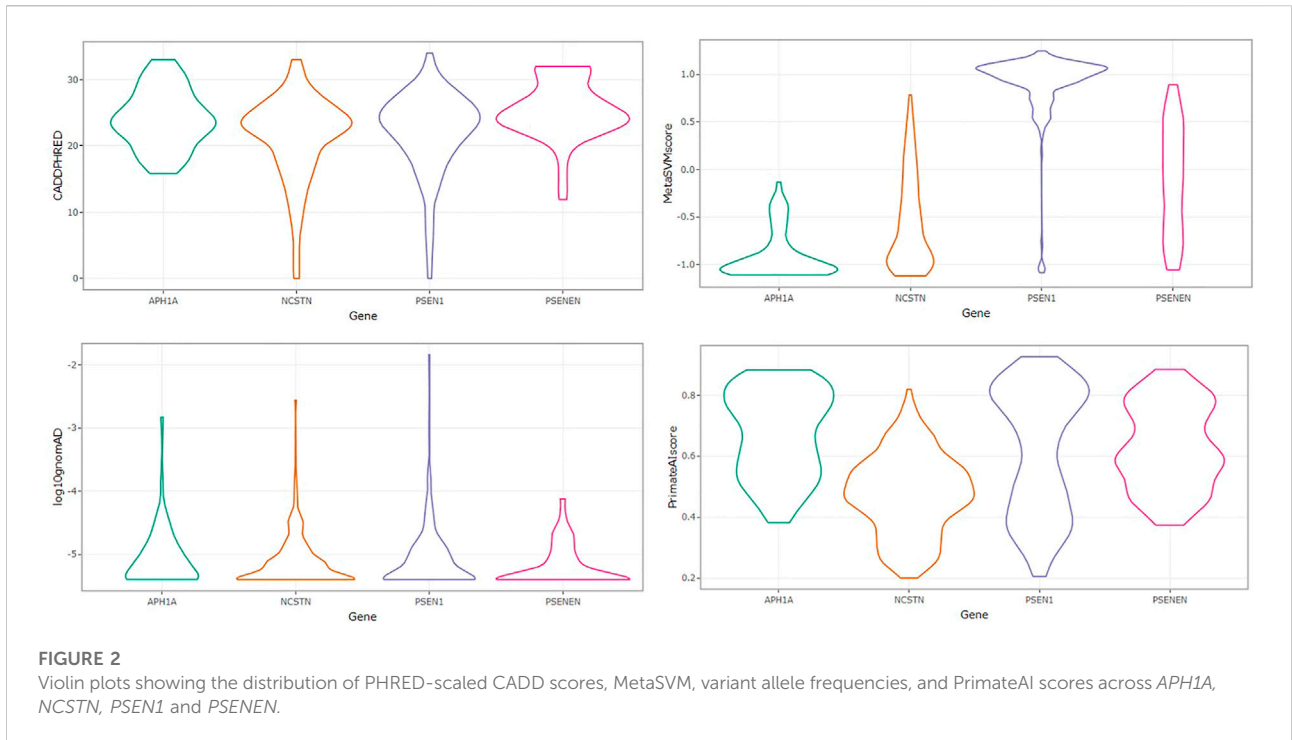 30
20
10
0
CADDPHRED
APH1A NCSTN PSEN1 PSENEN
Gene
1.0
0.5
0.0
-0.5
-1.0
MetaSVMscore
APH1A NCSTN PSEN1 PSENEN
Gene
-2
-3
-4
-5
log10gnomAD
APH1A NCSTN PSEN1 PSENEN
Gene
0.8
0.6
0.4
0.2
PrimateAIscore
APH1A NCSTN PSEN1 PSENEN
Gene
FIGURE 2
Violin plots showing the distribution of PHRED-scaled CADD scores, MetaSVM, variant allele frequencies, and PrimateAI scores across APH1A,
NCSTN, PSEN1 and PSENEN.